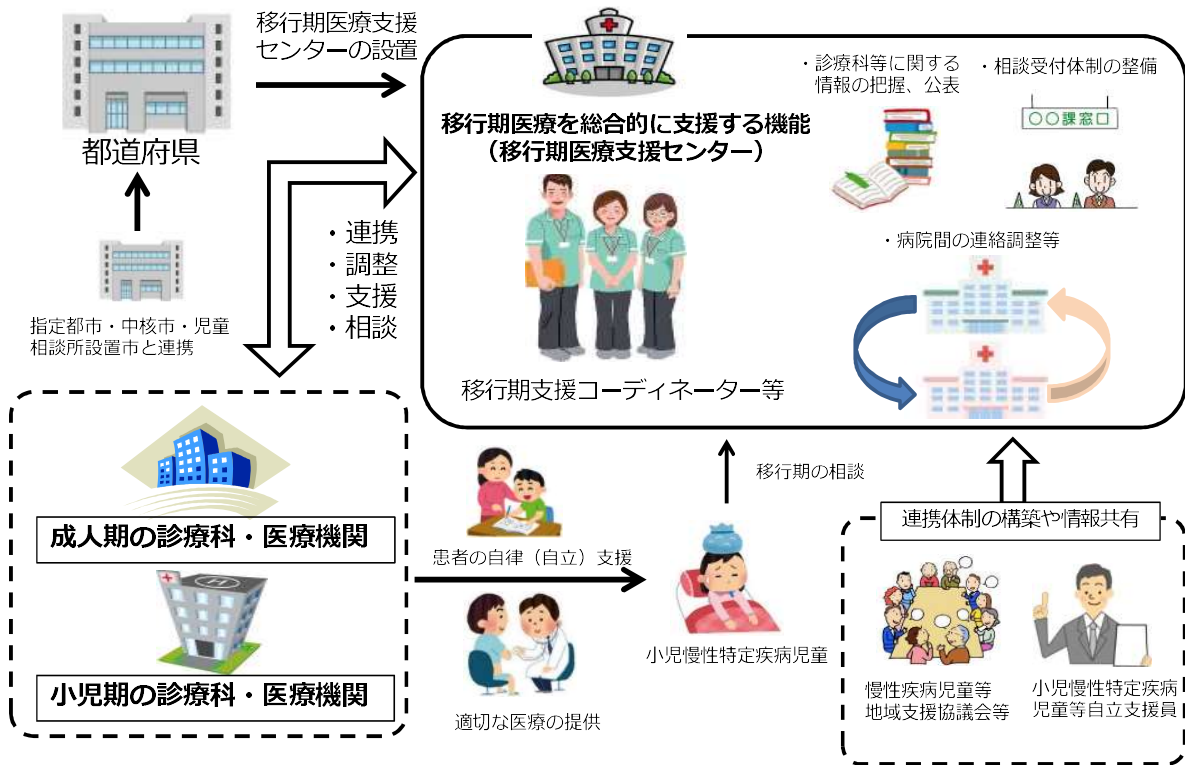 移行期医療支援
センターの設置
都道府県
指定都市・中核市・児童
相談所設置市と連携
・連携
・調整
・支援
・相談
移行期医療を総合的に支援する機能
（移行期医療支援センター）
移行期支援コーディネーター等
・診療科等に関する
情報の把握、公表
・相談受付体制の整備
〇〇課窓口
・病院間の連絡調整等
成人期の診療科・医療機関
小児期の診療科・医療機関
患者の自律（自立）支援
適切な医療の提供
移行期の相談
小児慢性特定疾病児童
連携体制の構築や情報共有
慢性疾病児童等
地域支援協議会等
小児慢性特定疾病
児童等自立支援員
H